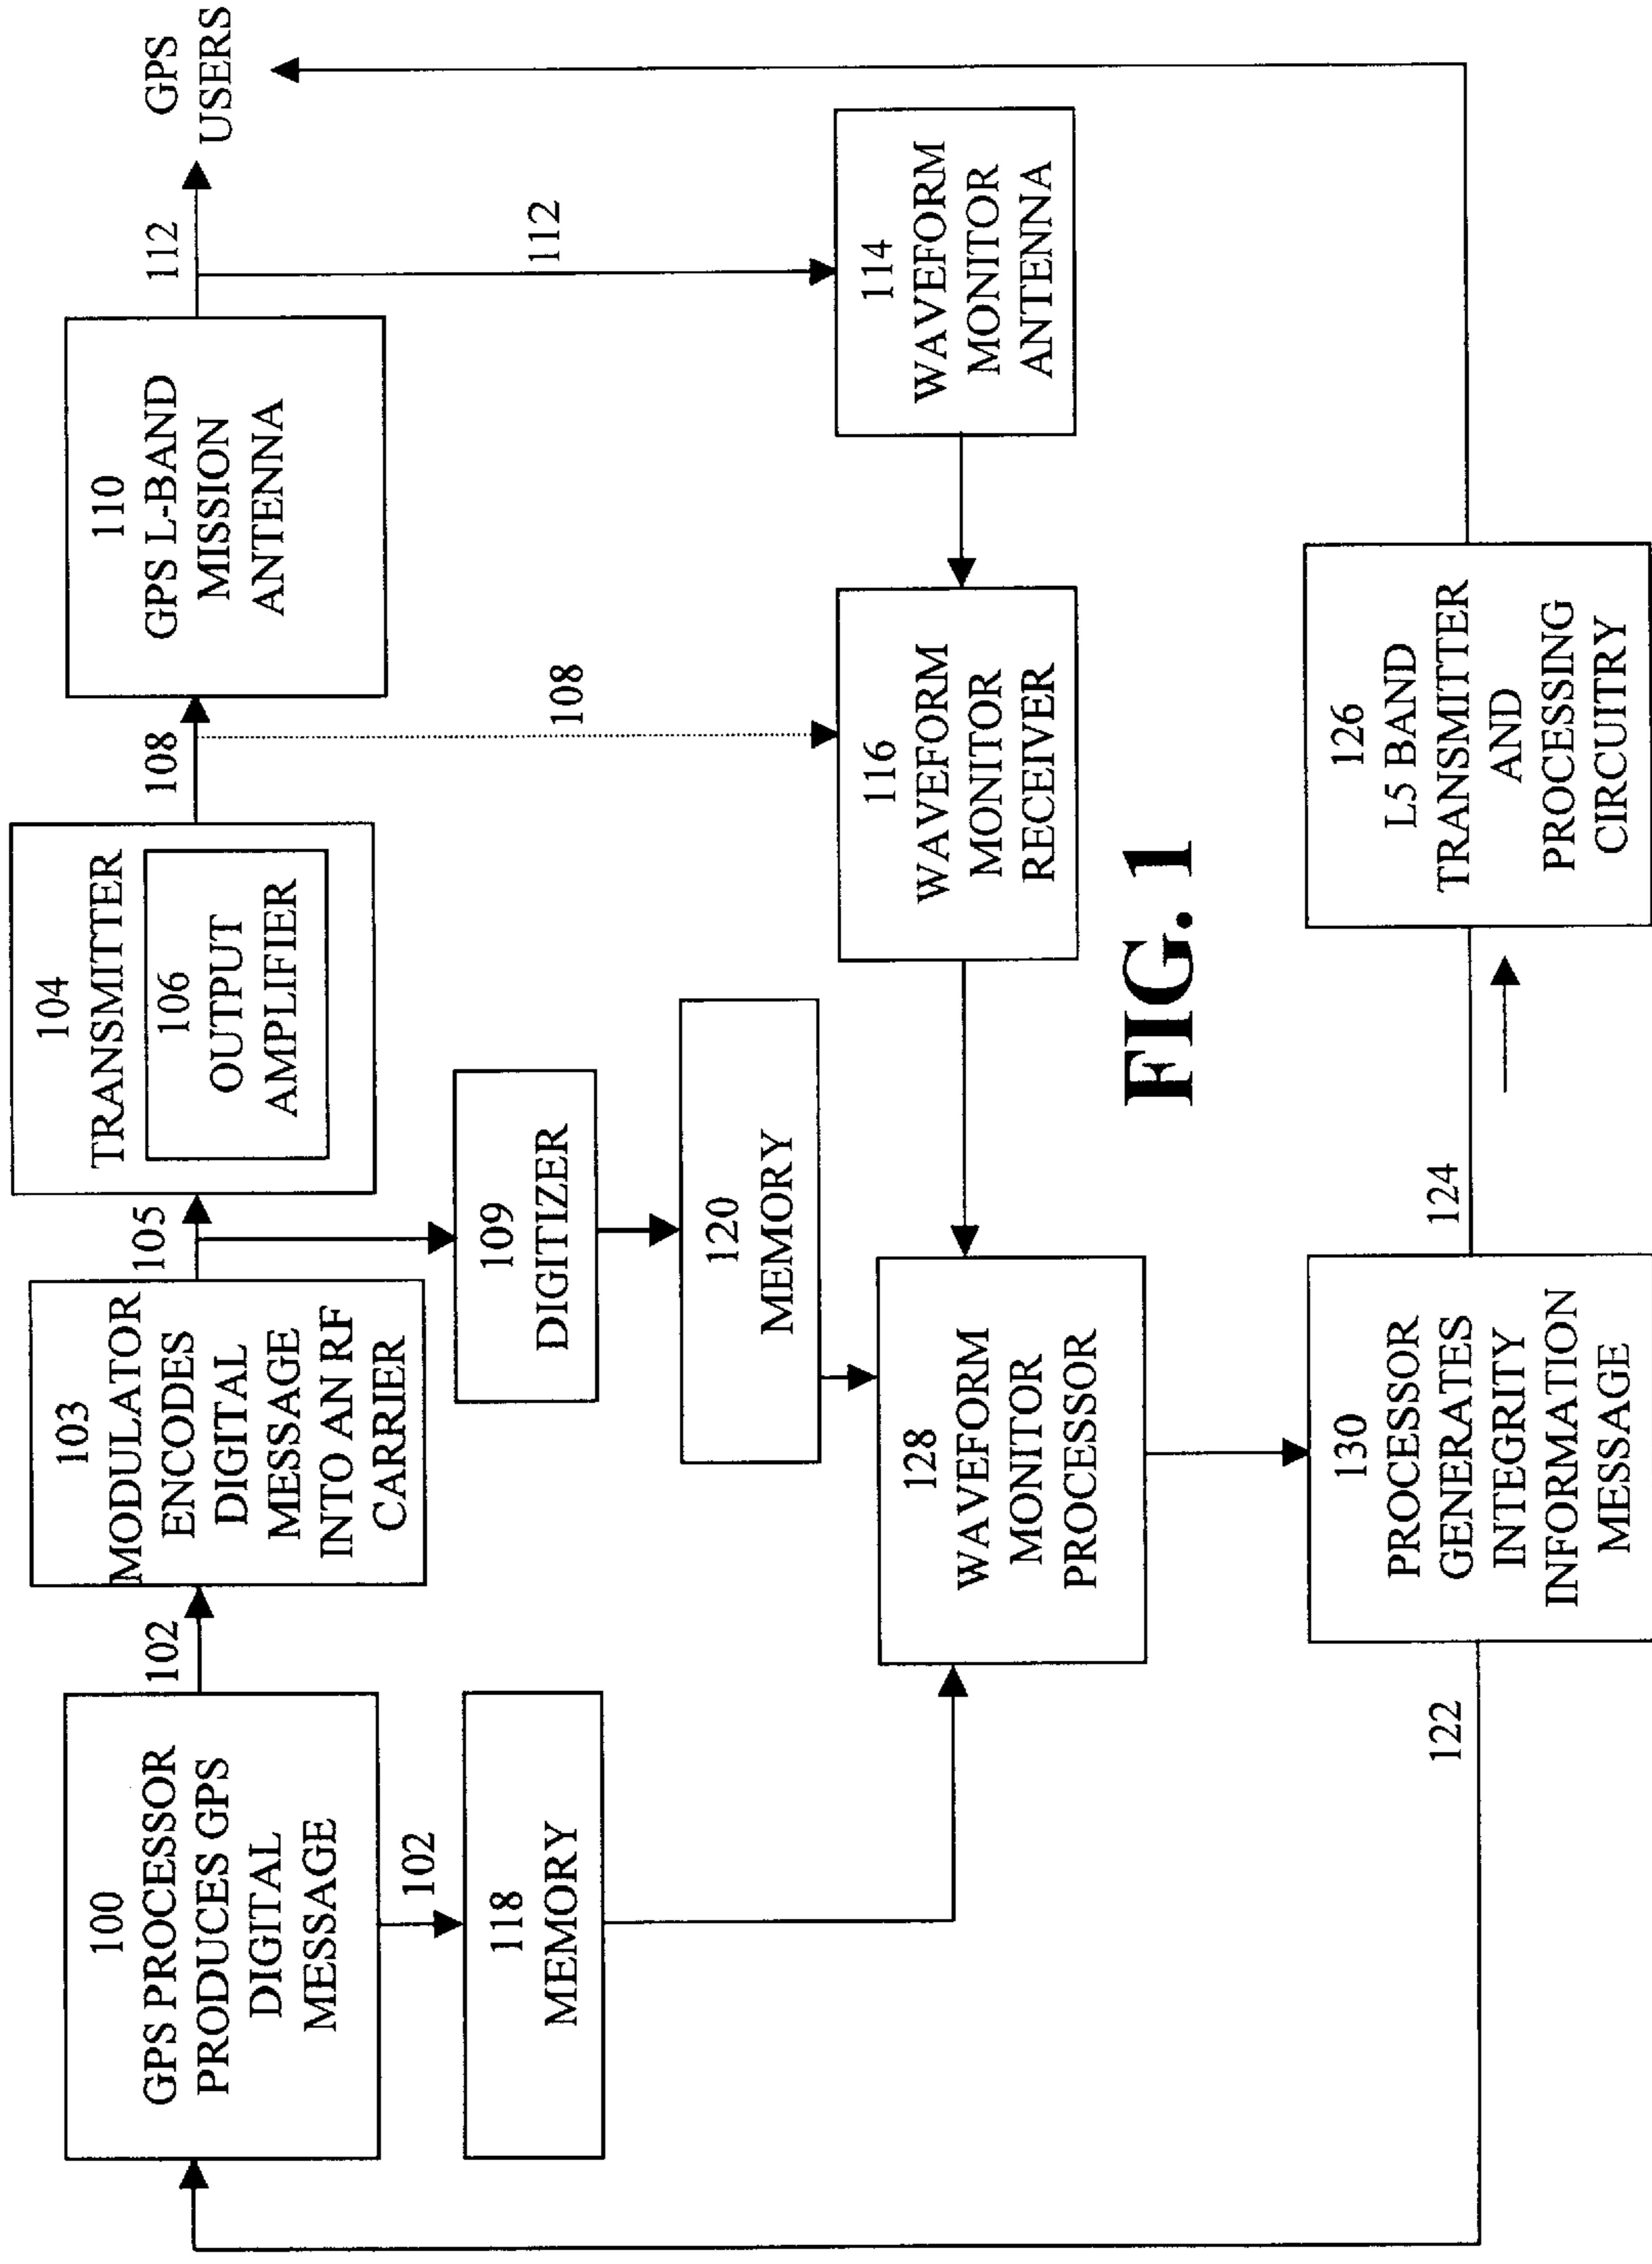 100
GPS PROCESSOR
PRODUCES GPS
DIGITAL
MESSAGE
102
103
MODULATOR
ENCODES
DIGITAL
MESSAGE
INTO AN RF
CARRIER
105
104
TRANSMITTER
106
OUTPUT
AMPLIFIER
108
110
GPS L-BAND
MISSION
ANTENNA
112
GPS
USERS
102
118
MEMORY
109
DIGITIZER
120
MEMORY
108
112
128
WAVEFORM
MONITOR
PROCESSOR
116
WAVEFORM
MONITOR
RECEIVER
114
WAVEFORM
MONITOR
ANTENNA
FIG. 1
122
130
PROCESSOR
GENERATES
INTEGRITY
INFORMATION
MESSAGE
124
126
L5 BAND
TRANSMITTER
AND
PROCESSING
CIRCUITRY